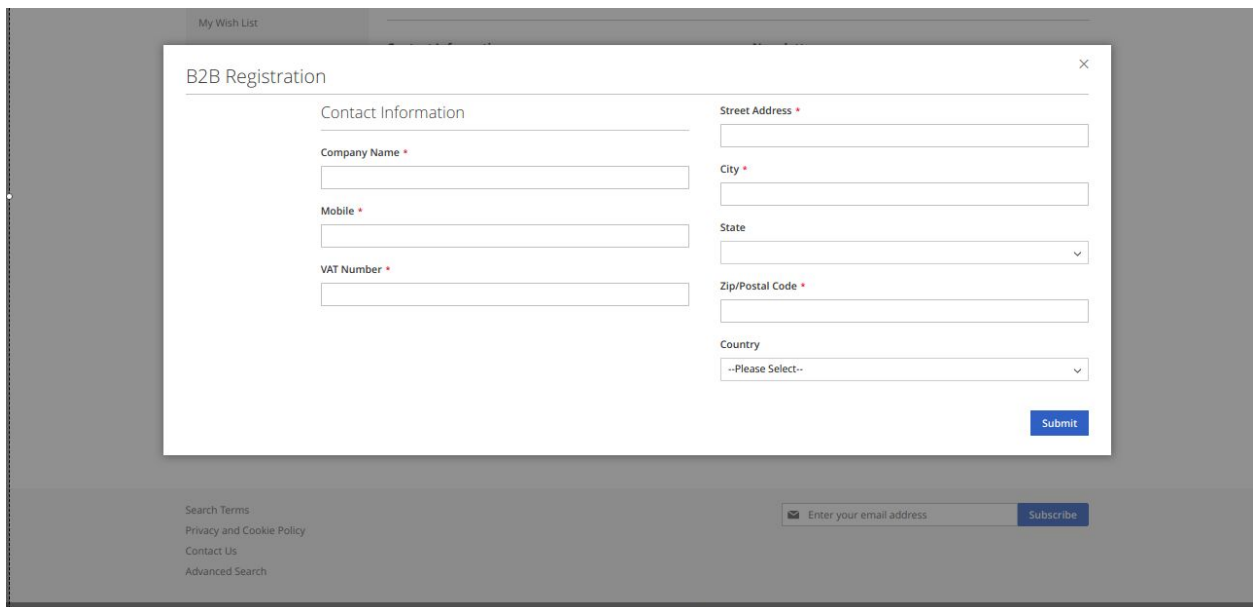 My Wish List
B2B Registration
Contact Information
Company Name *
Mobile *
VAT Number *
Street Address *
City *
State
Zip/Postal Code *
Country
--Please Select--
Submit
Search Terms
Privacy and Cookie Policy
Contact Us
Advanced Search
Enter your email address
Subscribe